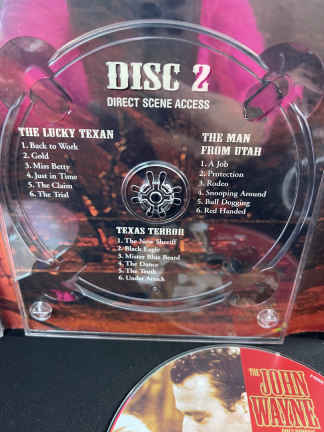 DISC 2
DIRECT SCENE ACCESS
THE LUCKY TEXAN
1. Back to Work
2. Gold
3. Miss Betty
4. Just in Time
5. The Claim
6. The Trial
THE MAN
FROM UTAH
1. A Job
2. Protection
3. Rodeo
4. Snooping Around
5. Bull Dogging
6. Red Handed
TEXAS TERROR
1. The New Sheriff
2. Black Eagle
3. Mister Blue Beard
4. The Dance
5. The Truth
6. Under Attack
THE
JOHN
WAYNE